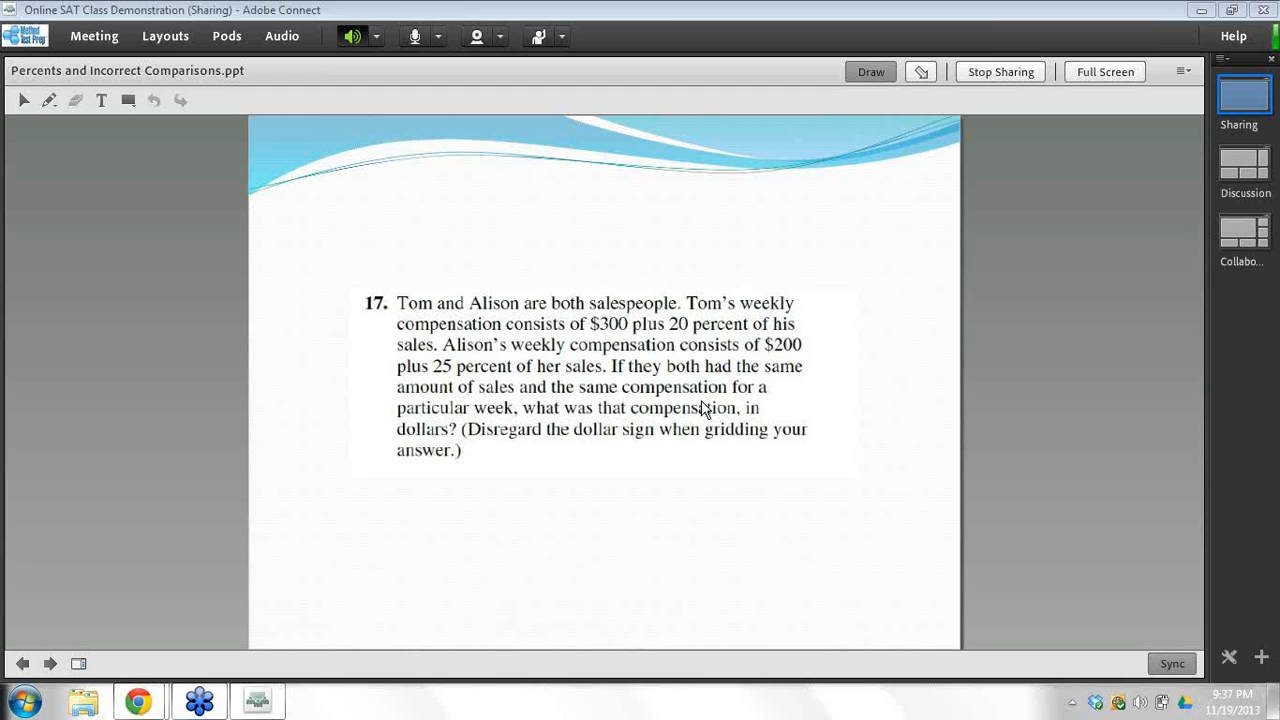 Online SAT Class Demonstration (Sharing) - Adobe Connect
Method Test Prep
Meeting Layouts Pods Audio Help
Percents and Incorrect Comparisons.ppt
Draw Stop Sharing Full Screen
T
Sharing
Discussion
Collabo...
17. Tom and Alison are both salespeople. Tom's weekly
compensation consists of $300 plus 20 percent of his
sales. Alison's weekly compensation consists of $200
plus 25 percent of her sales. If they both had the same
amount of sales and the same compensation for a
particular week, what was that compensation, in
dollars? (Disregard the dollar sign when gridding your
answer.)
Sync
9:37 PM
11/19/2013